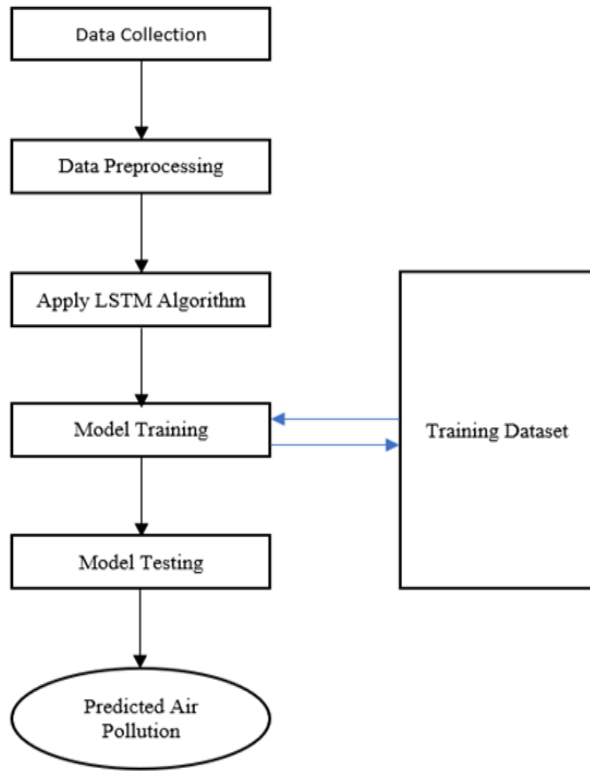 Data Collection
Data Preprocessing
Apply LSTM Algorithm
Model Training
Training Dataset
Model Testing
Predicted Air
Pollution